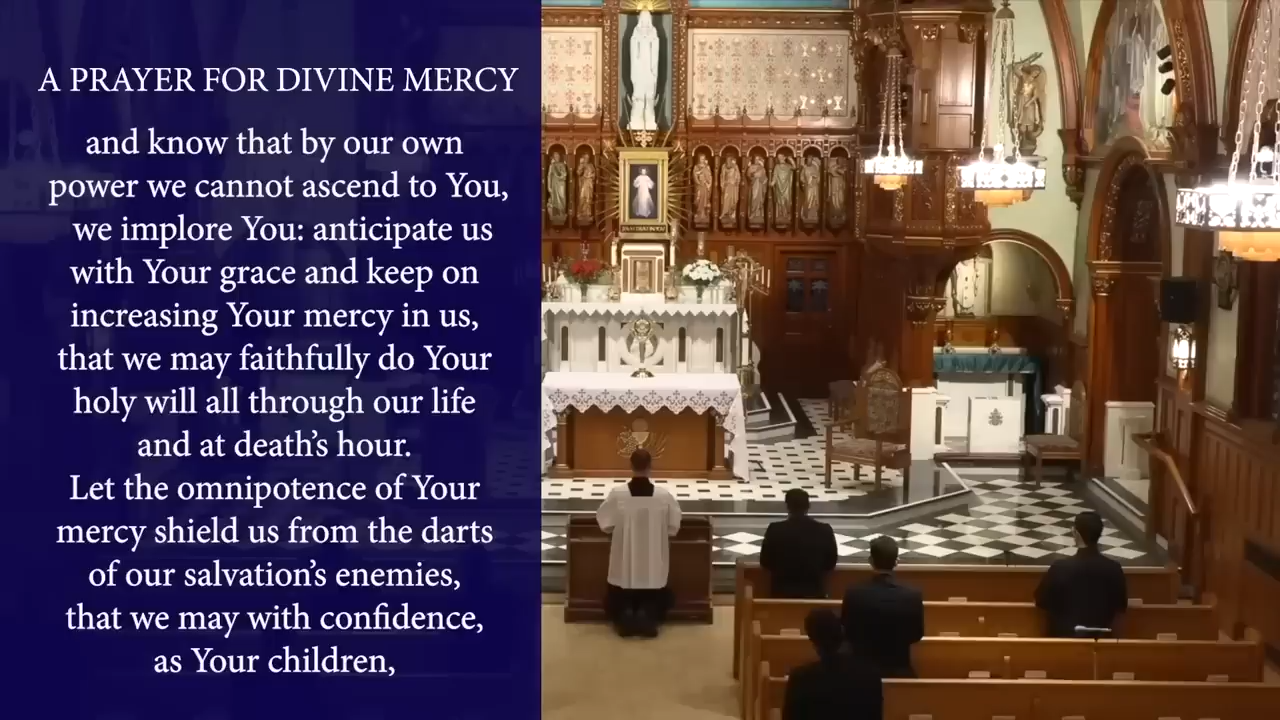 A PRAYER FOR DIVINE MERCY
and know that by our own
power we cannot ascend to You,
we implore You: anticipate us
with Your grace and keep on
increasing Your mercy in us,
that we may faithfully do Your
holy will all through our life
and at death's hour.
Let the omnipotence of Your
mercy shield us from the darts
of our salvation's enemies,
that we may with confidence,
as Your children,